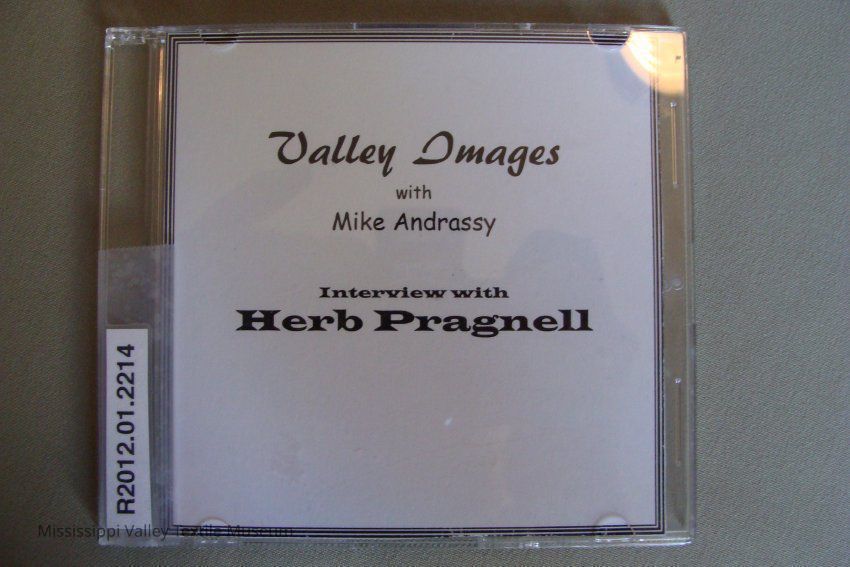 Valley Images
with
Mike Andrassy
Interview with
Herb Pragnell
R2012.01.2214
Mississippi Valley Textile Museum